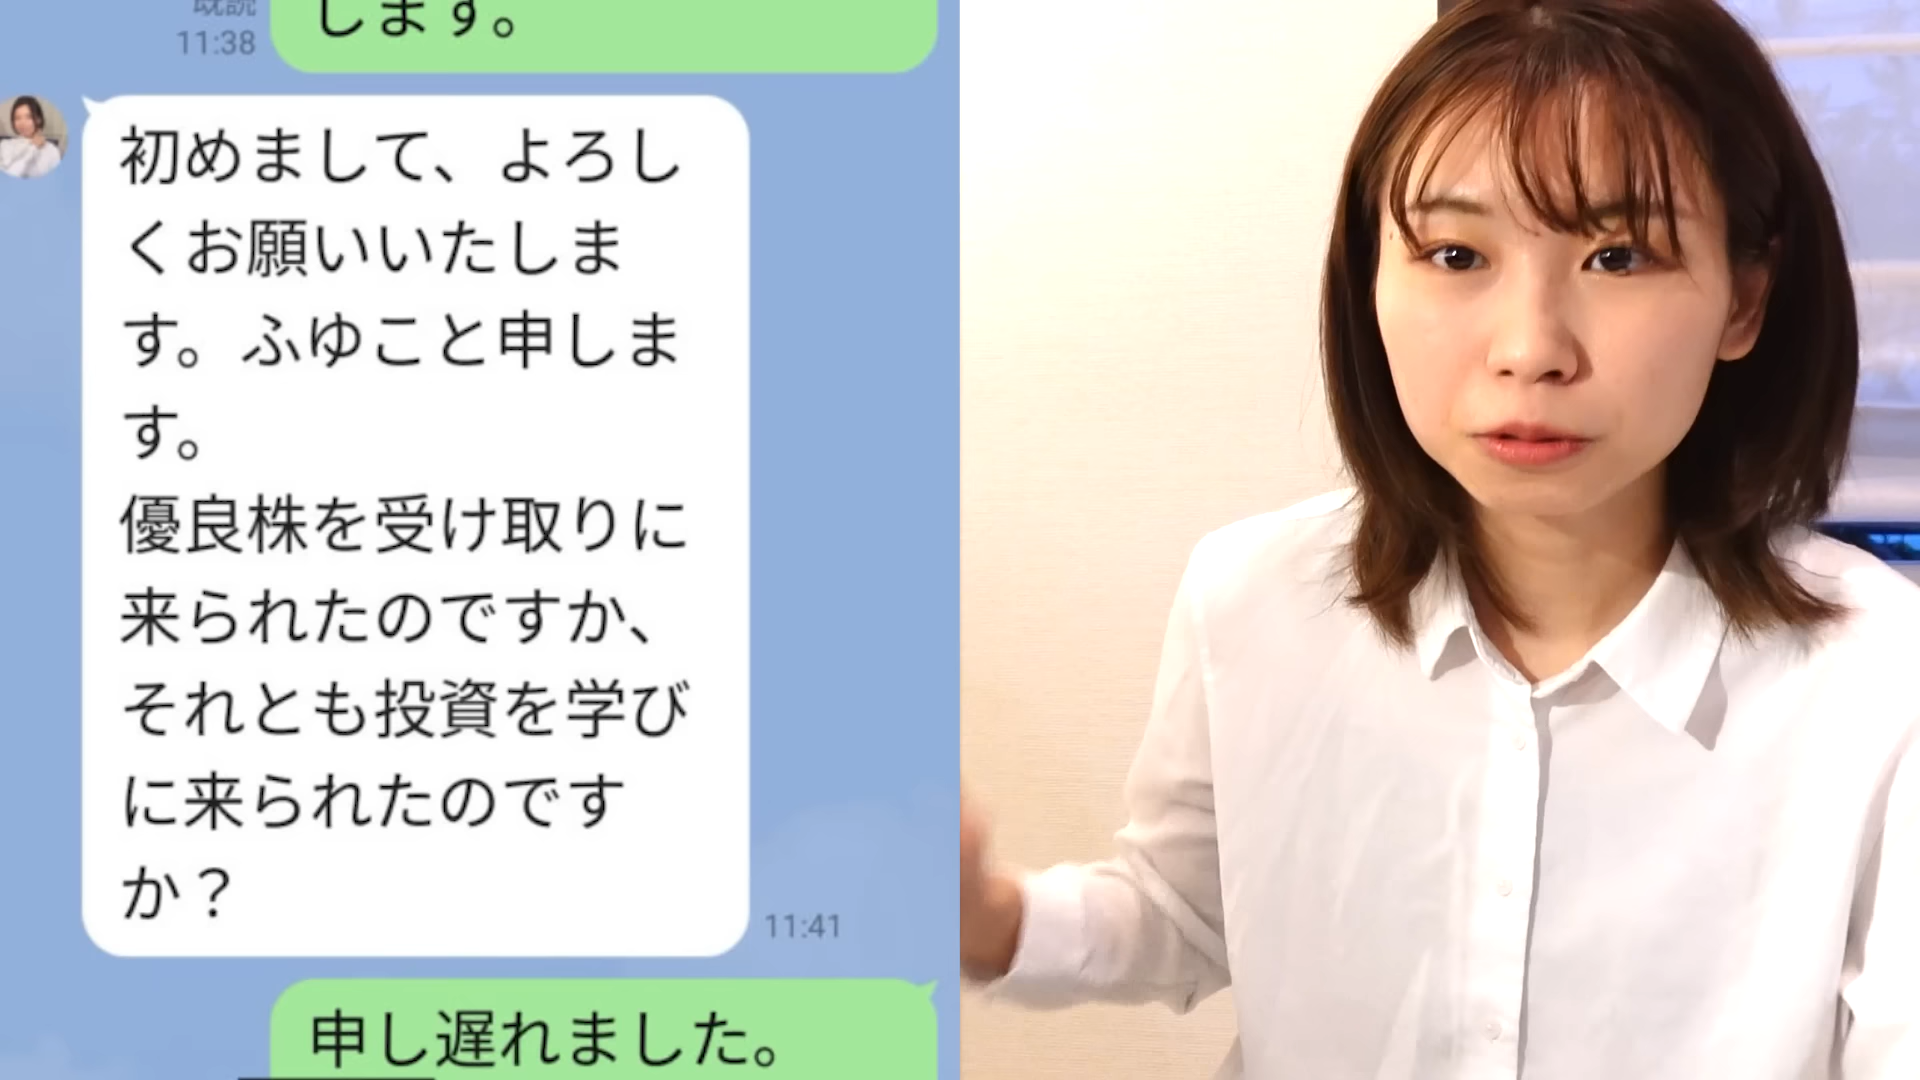 既読
します。
11:38
初めまして、よろし
くお願いいたしま
す。ふゆこと申しま
す。
優良株を受け取りに
来られたのですか、
それとも投資を学び
に来られたのです
か？
11:41
申し遅れました。